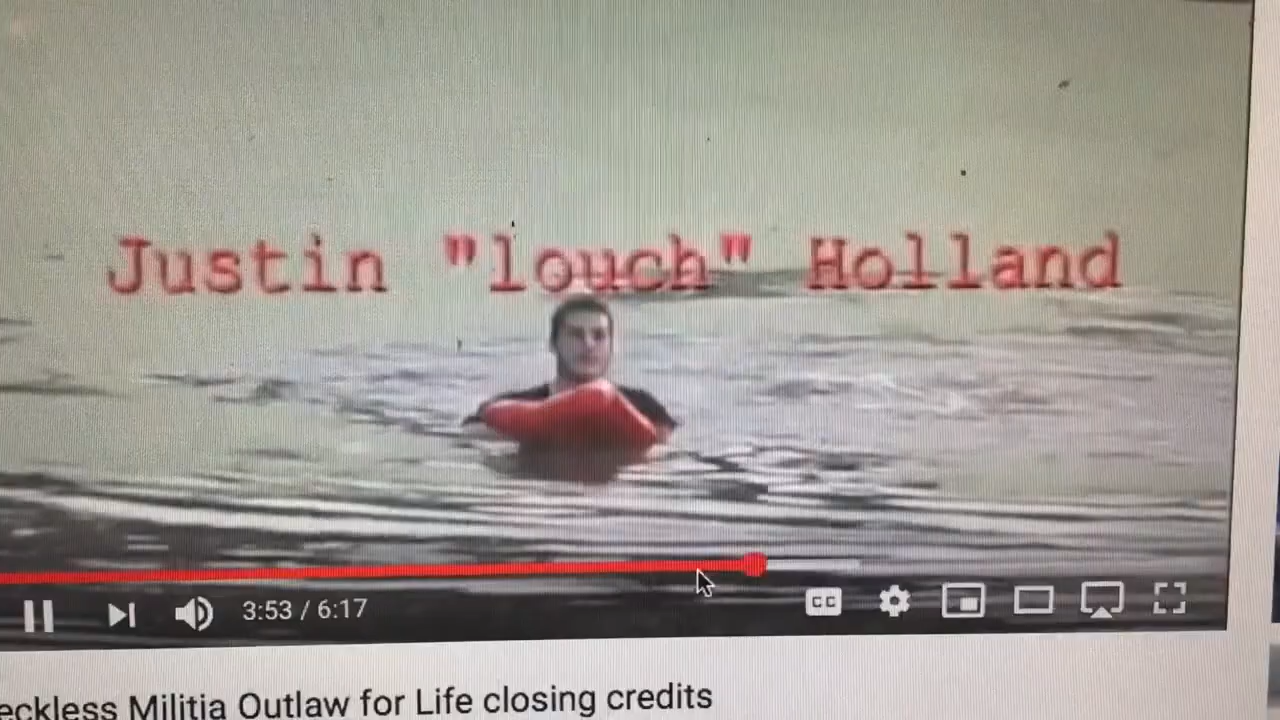 Justin "louch" Holland
3:53 / 6:17
CC
eckless Militia Outlaw for Life closing credits